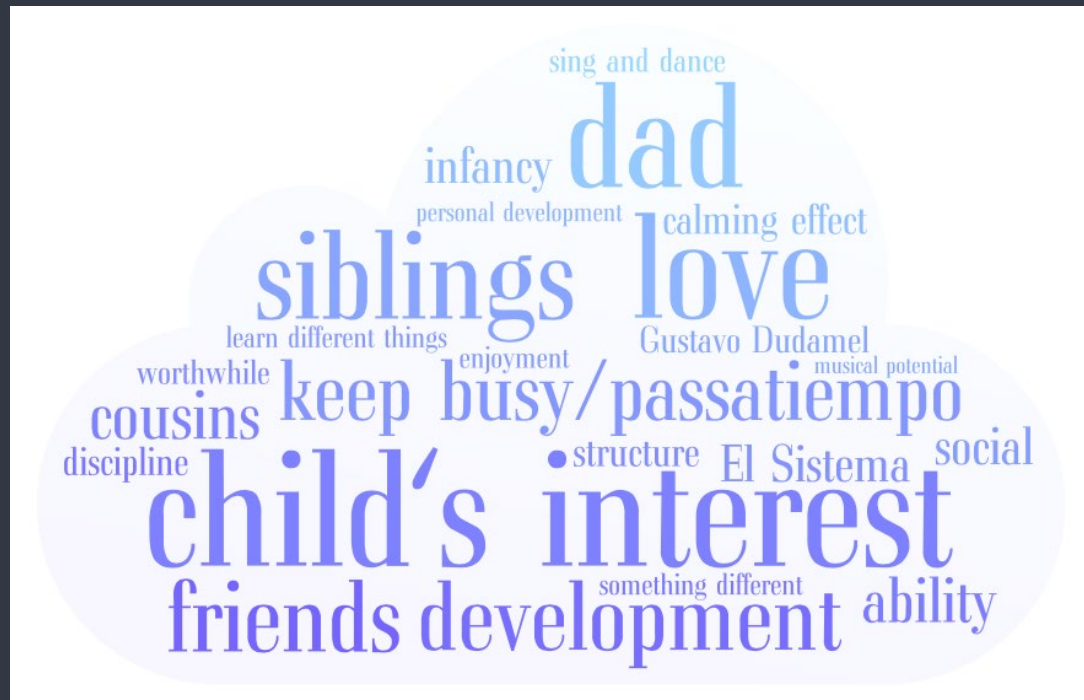 sing and dance
dad
infancy
personal development
calming effect
siblings
love
learn different things
Gustavo Dudamel
enjoyment
musical potential
worthwhile
keep busy/passatiempo
cousins
social
discipline
structure
El Sistema
child‘s interest
something different
ability
friends
development